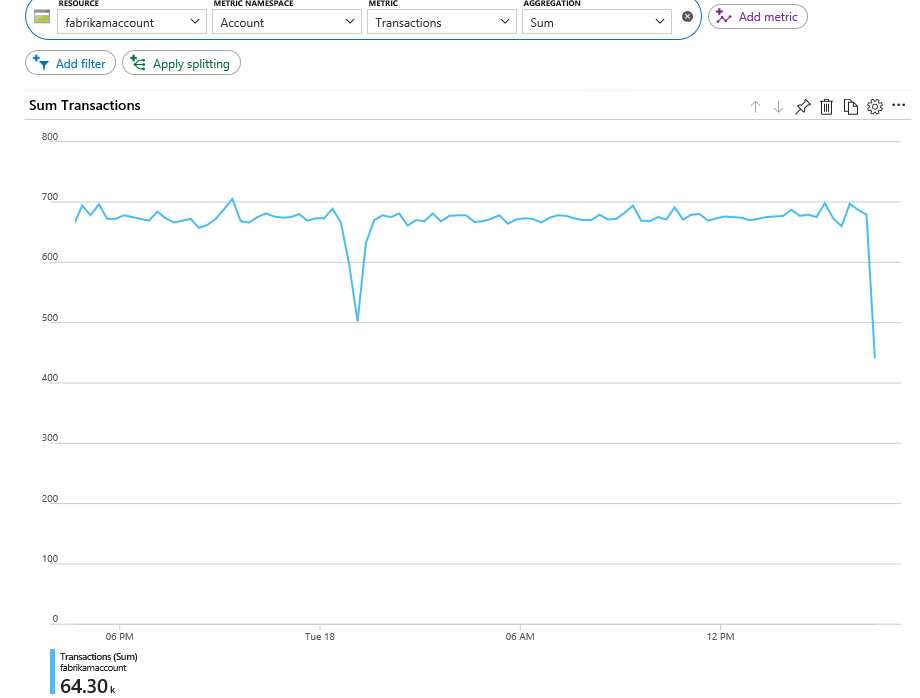 RESOURCE METRIC NAMESPACE METRIC AGGREGATION
fabrikamaccount Account Transactions Sum Add metric
Add filter Apply splitting
Sum Transactions
800
700
600
500
400
300
200
100
0
06 PM Tue 18 06 AM 12 PM
Transactions (Sum)
fabrikamaccount
64.30 k